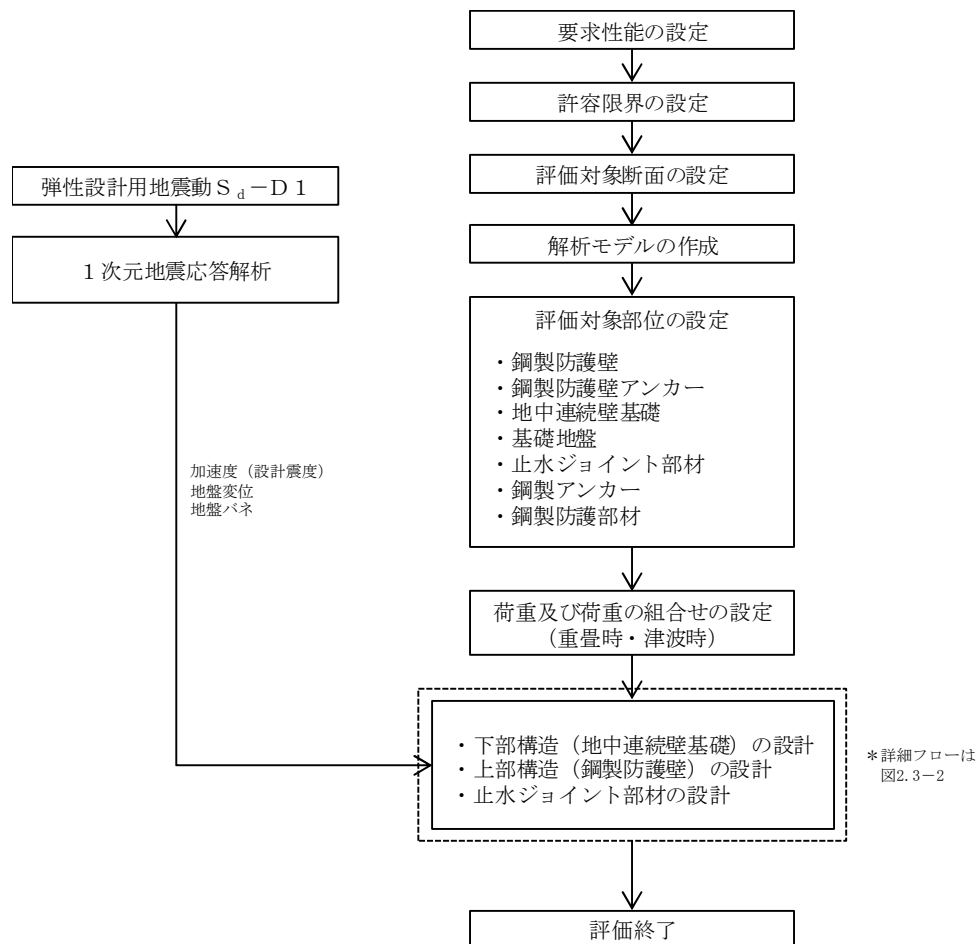 要求性能の設定
許容限界の設定
評価対象断面の設定
弾性設計用地震動Ｓd－Ｄ１
解析モデルの作成
１次元地震応答解析
評価対象部位の設定
・鋼製防護壁
・鋼製防護壁アンカー
・地中連続壁基礎
・基礎地盤
・止水ジョイント部材
・鋼製アンカー
・鋼製防護部材
加速度（設計震度）
地盤変位
地盤バネ
荷重及び荷重の組合せの設定
（重畳時・津波時）
・下部構造（地中連続壁基礎）の設計
・上部構造（鋼製防護壁）の設計
・止水ジョイント部材の設計
＊詳細フローは
図2.3－2
評価終了